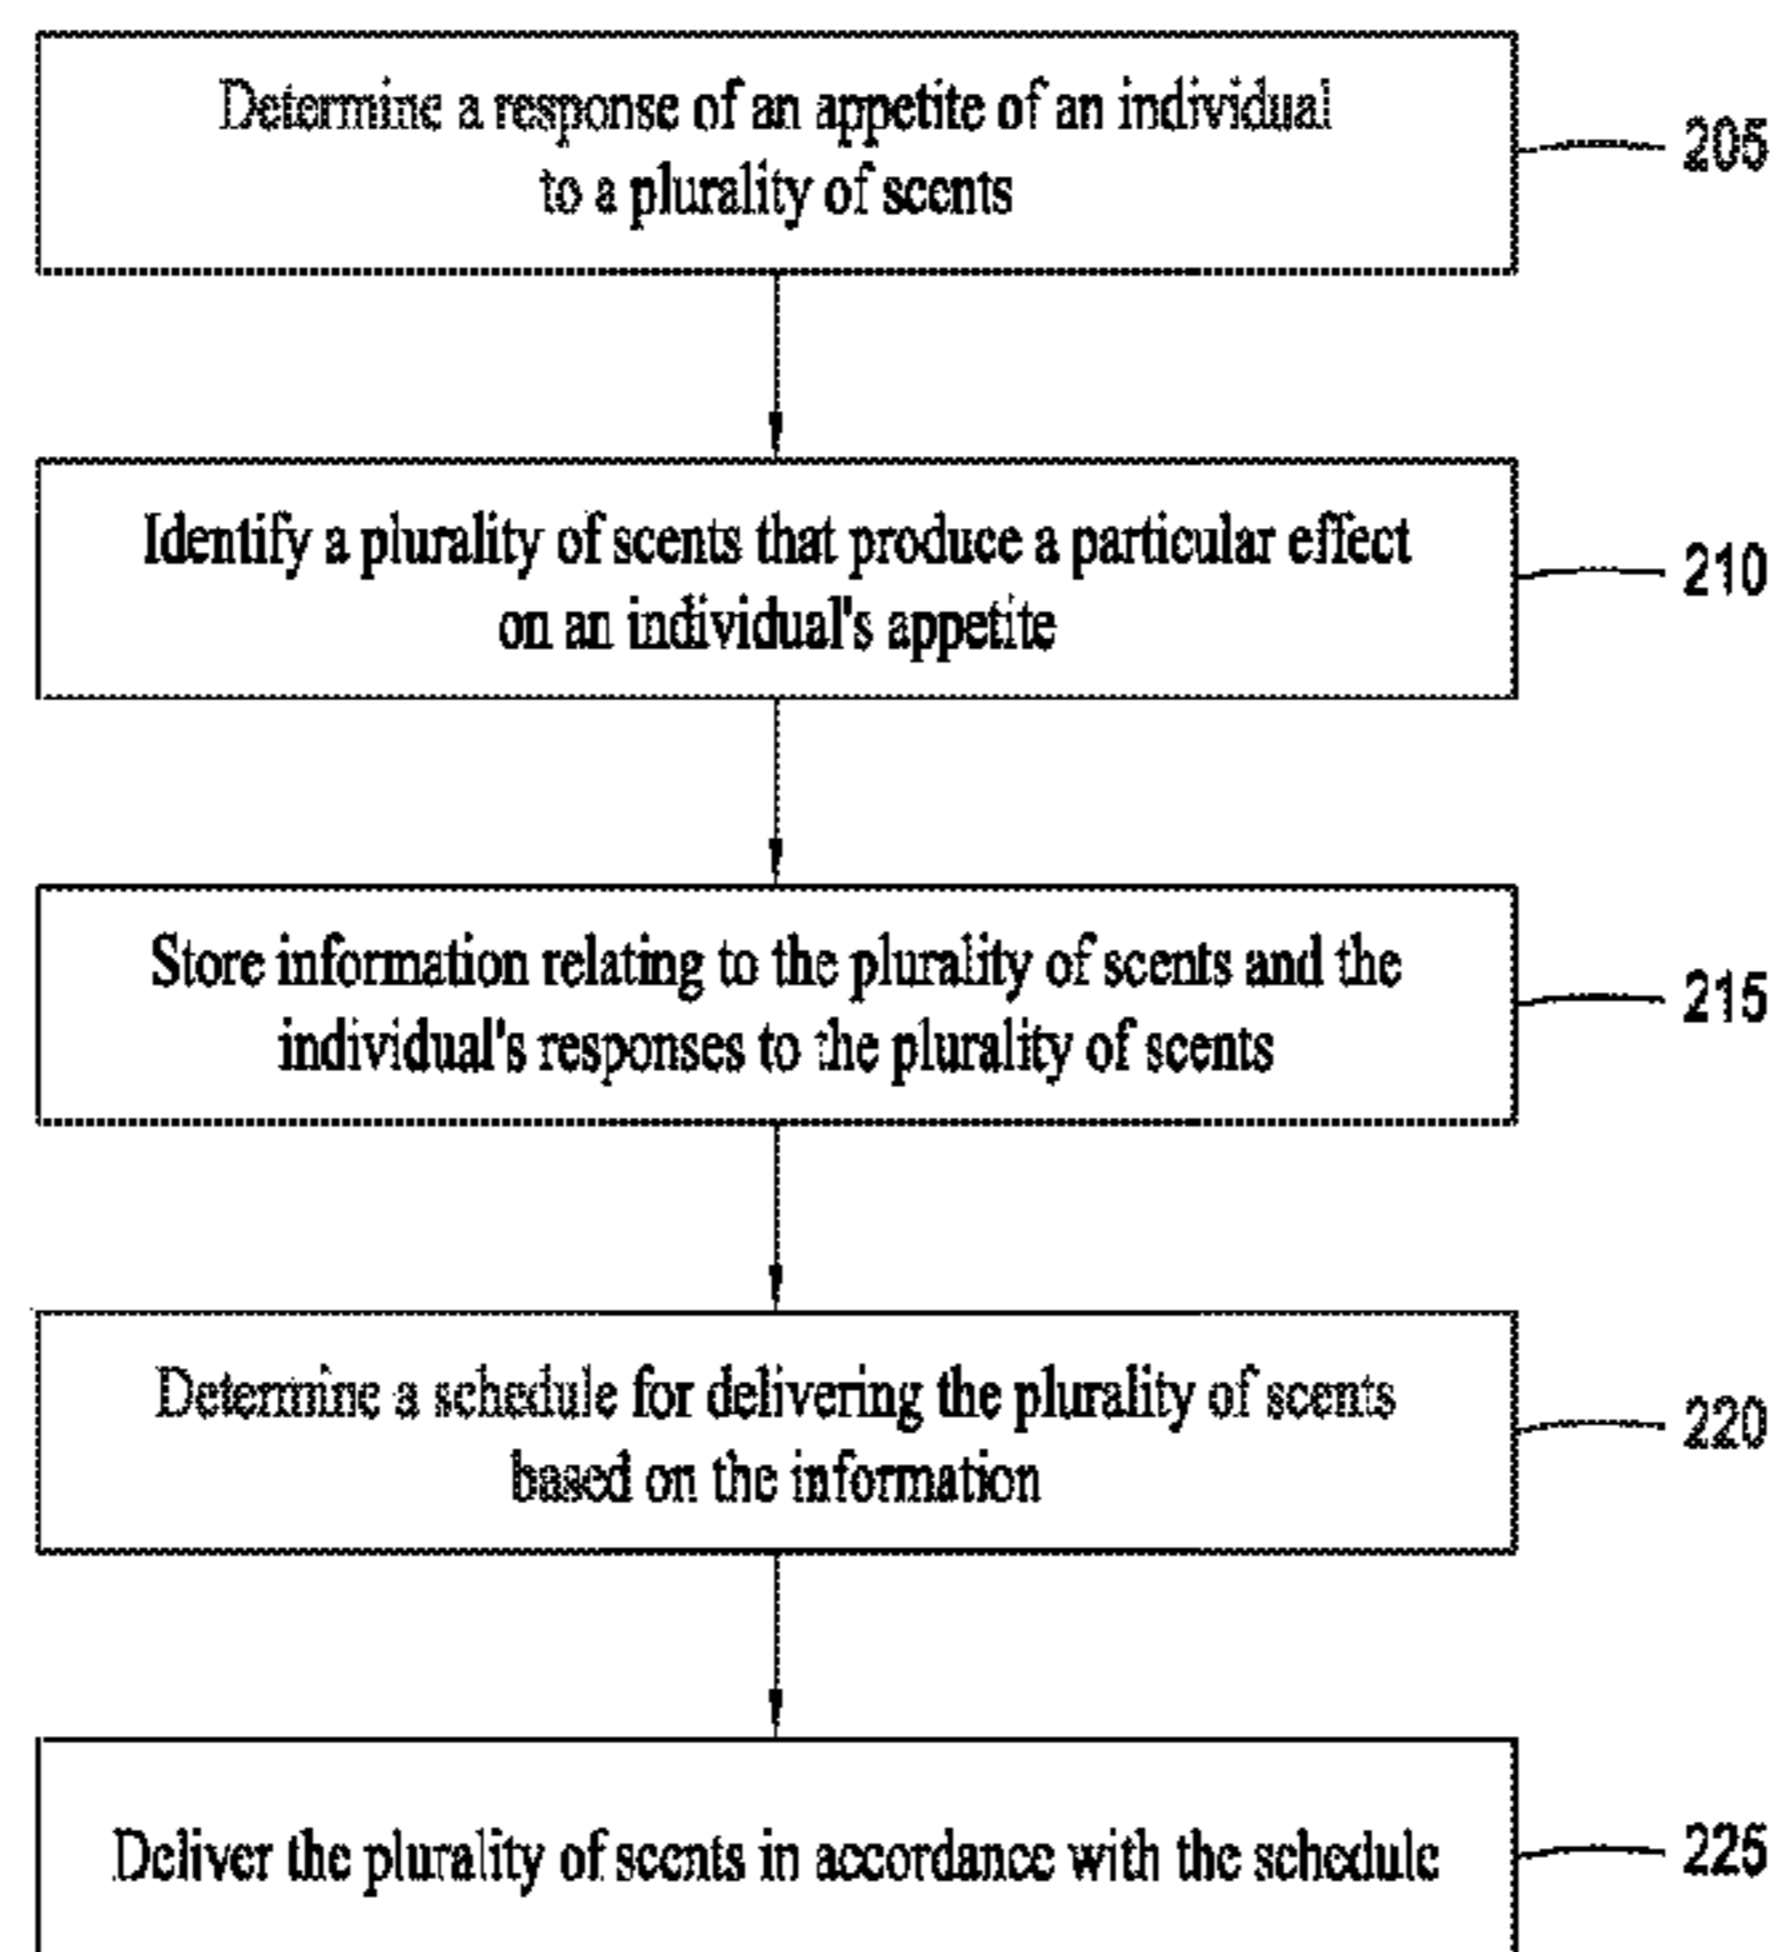 Determine a response of an appetite of an individual
to a plurality of scents
205
Identify a plurality of scents that produce a particular effect
on an individual's appetite
210
Store information relating to the plurality of scents and the
individual's responses to the plurality of scents
215
Determine a schedule for delivering the plurality of scents
based on the information
220
Deliver the plurality of scents in accordance with the schedule
225